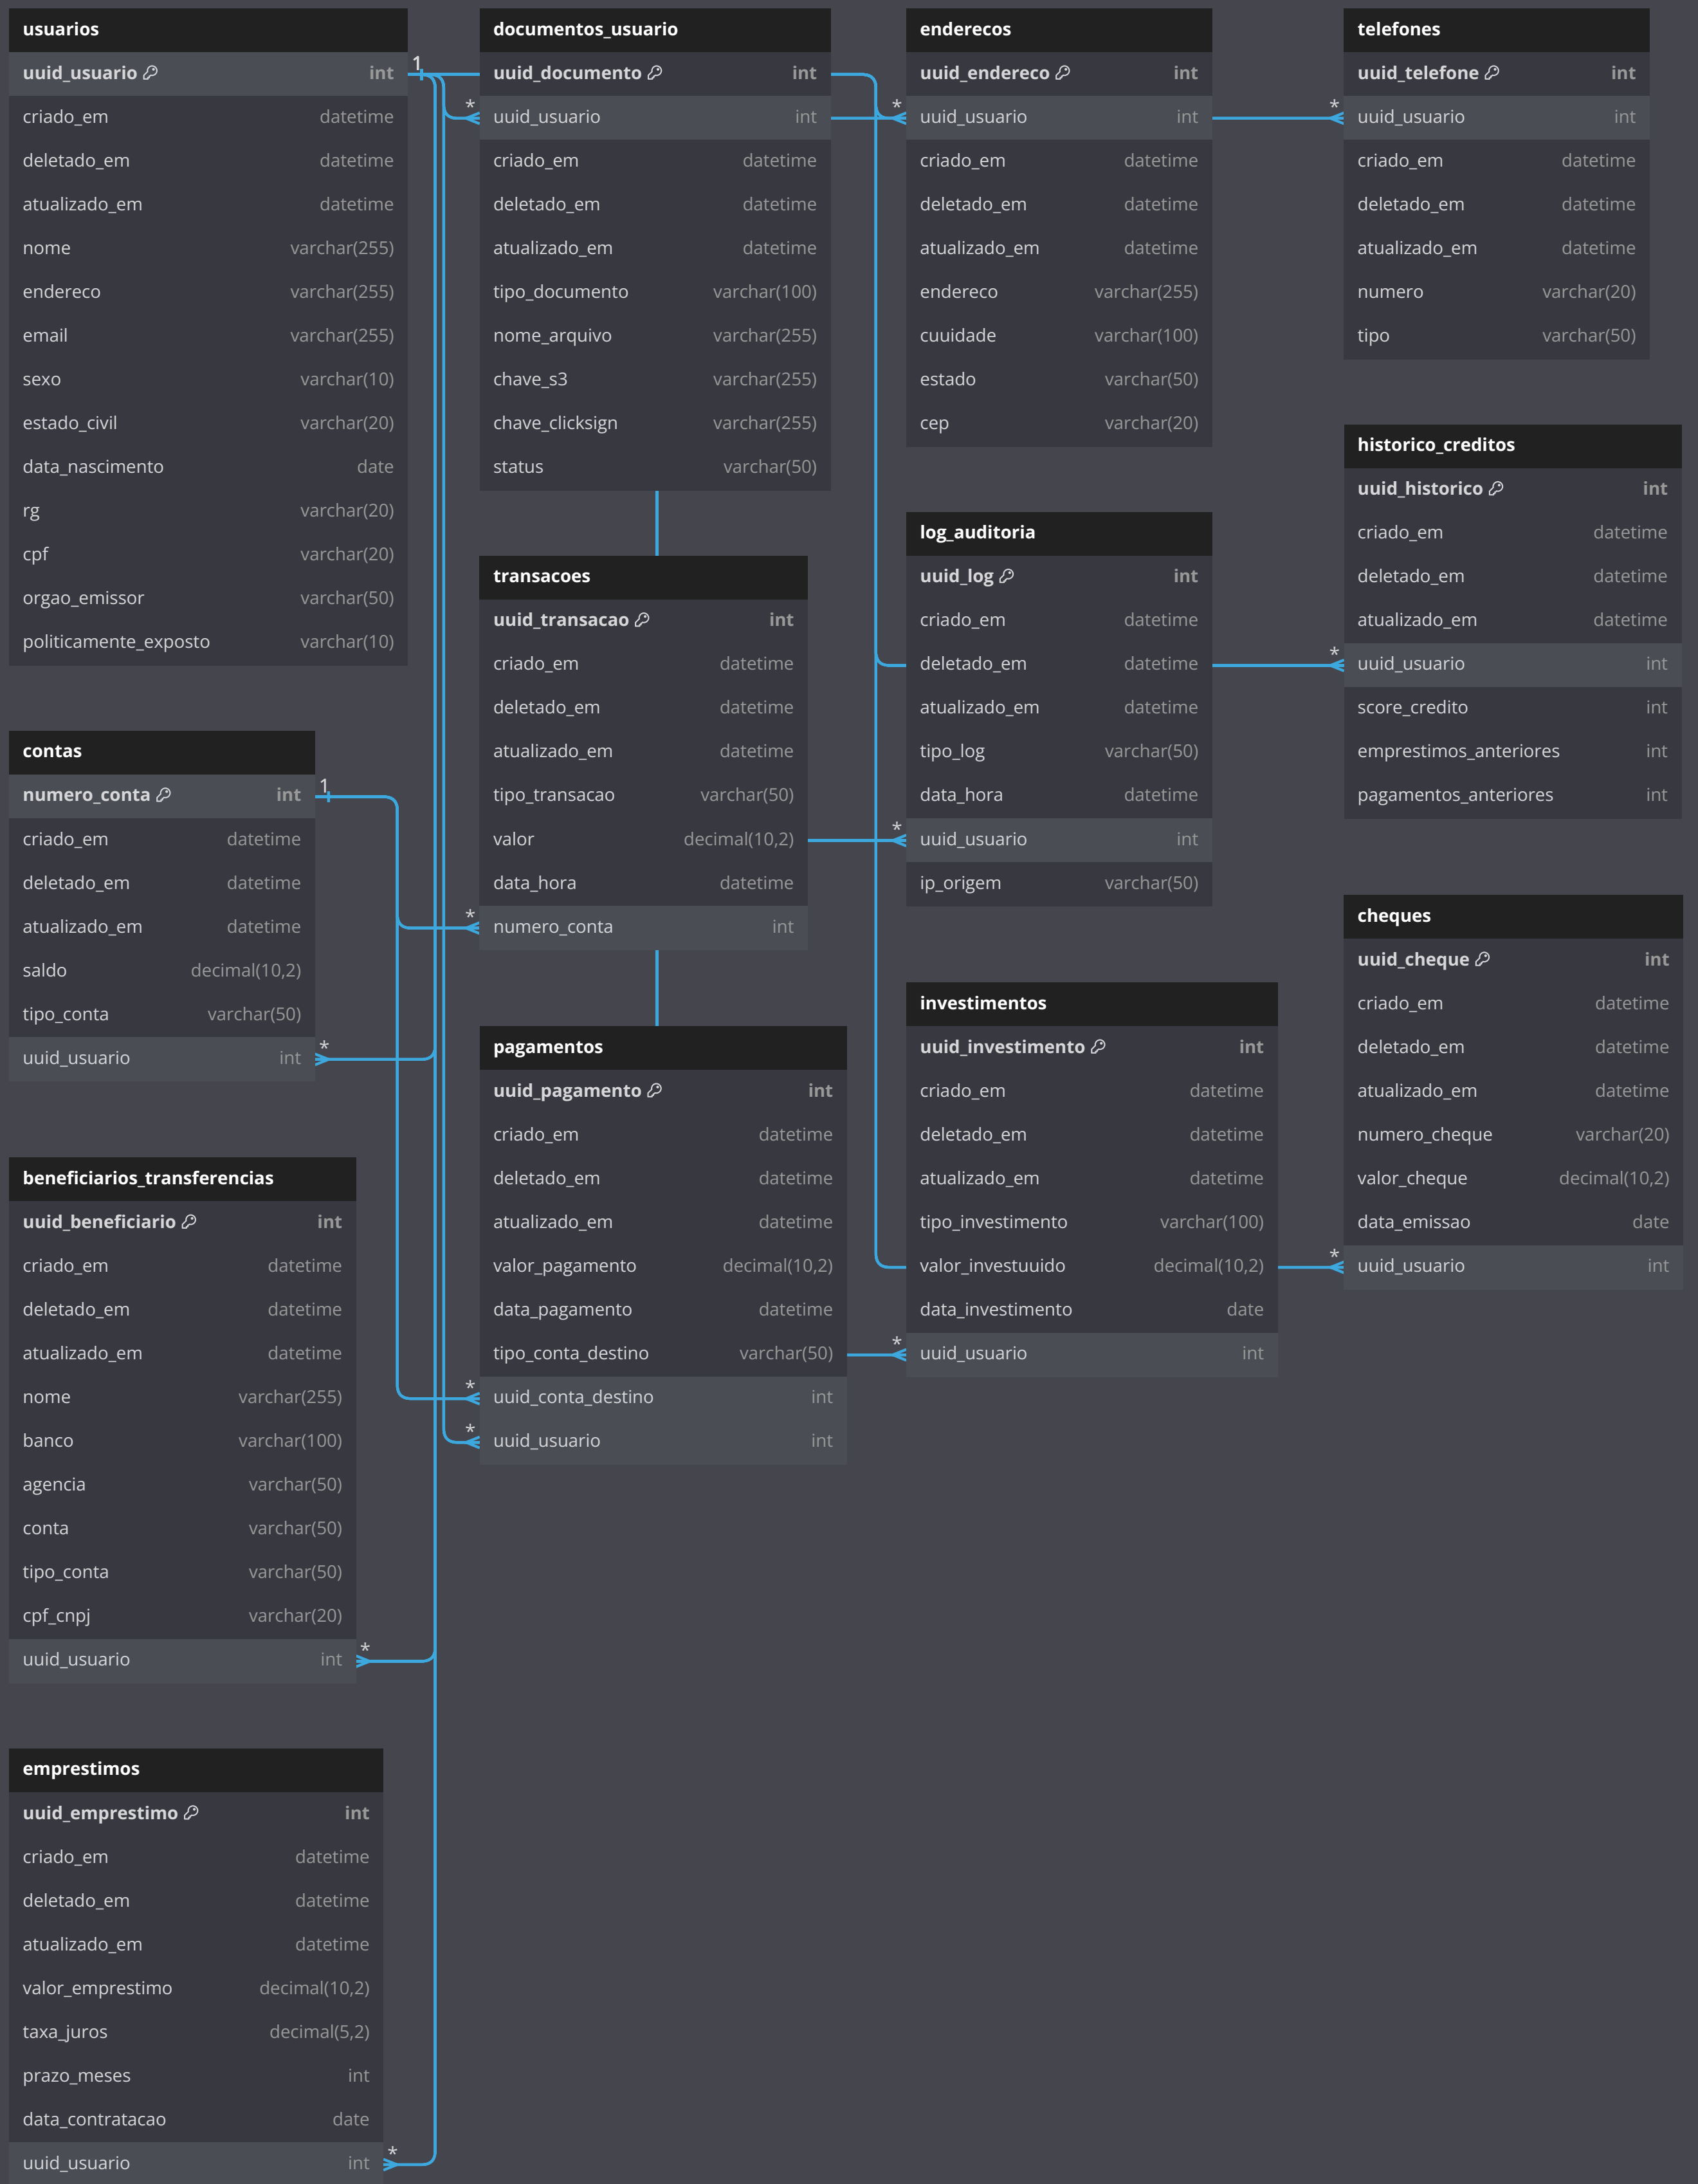 usuarios
uuid_usuario int
criado_em datetime
deletado_em datetime
atualizado_em datetime
nome varchar(255)
endereco varchar(255)
email varchar(255)
sexo varchar(10)
estado_civil varchar(20)
data_nascimento date
rg varchar(20)
cpf varchar(20)
orgao_emissor varchar(50)
politicamente_exposto varchar(10)
1
documentos_usuario
uuid_documento int
* uuid_usuario int
criado_em datetime
deletado_em datetime
atualizado_em datetime
tipo_documento varchar(100)
nome_arquivo varchar(255)
chave_s3 varchar(255)
chave_clicksign varchar(255)
status varchar(50)
enderecos
uuid_endereco int
* uuid_usuario int
criado_em datetime
deletado_em datetime
atualizado_em datetime
endereco varchar(255)
cuuidade varchar(100)
estado varchar(50)
cep varchar(20)
telefones
uuid_telefone int
* uuid_usuario int
criado_em datetime
deletado_em datetime
atualizado_em datetime
numero varchar(20)
tipo varchar(50)
historico_creditos
uuid_historico int
criado_em datetime
deletado_em datetime
atualizado_em datetime
* uuid_usuario int
score_credito int
emprestimos_anteriores int
pagamentos_anteriores int
log_auditoria
uuid_log int
criado_em datetime
deletado_em datetime
atualizado_em datetime
tipo_log varchar(50)
data_hora datetime
* uuid_usuario int
ip_origem varchar(50)
transacoes
uuid_transacao int
criado_em datetime
deletado_em datetime
atualizado_em datetime
tipo_transacao varchar(50)
valor decimal(10,2)
data_hora datetime
* numero_conta int
contas
numero_conta int 1
criado_em datetime
deletado_em datetime
atualizado_em datetime
saldo decimal(10,2)
tipo_conta varchar(50)
uuid_usuario int *
cheques
uuid_cheque int
criado_em datetime
deletado_em datetime
atualizado_em datetime
numero_cheque varchar(20)
valor_cheque decimal(10,2)
data_emissao date
* uuid_usuario int
investimentos
uuid_investimento int
criado_em datetime
deletado_em datetime
atualizado_em datetime
tipo_investimento varchar(100)
valor_investuuido decimal(10,2)
data_investimento date
* uuid_usuario int
pagamentos
uuid_pagamento int
criado_em datetime
deletado_em datetime
atualizado_em datetime
valor_pagamento decimal(10,2)
data_pagamento datetime
tipo_conta_destino varchar(50)
* uuid_conta_destino int
* uuid_usuario int
beneficiarios_transferencias
uuid_beneficiario int
criado_em datetime
deletado_em datetime
atualizado_em datetime
nome varchar(255)
banco varchar(100)
agencia varchar(50)
conta varchar(50)
tipo_conta varchar(50)
cpf_cnpj varchar(20)
uuid_usuario int *
emprestimos
uuid_emprestimo int
criado_em datetime
deletado_em datetime
atualizado_em datetime
valor_emprestimo decimal(10,2)
taxa_juros decimal(5,2)
prazo_meses int
data_contratacao date
uuid_usuario int *